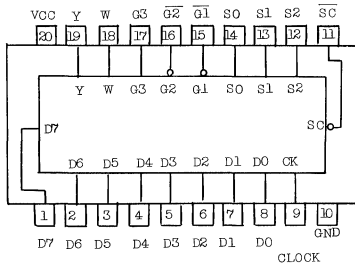 VCC Y W G3 G2 G1 S0 S1 S2 SC
20 19 18 17 16 15 14 13 12 11
Y W G3 G2 G1 S0 S1 S2
D7 SC
D6 D5 D4 D3 D2 D1 D0 CK
1 2 3 4 5 6 7 8 9 10
GND
D7 D6 D5 D4 D3 D2 D1 D0
CLOCK